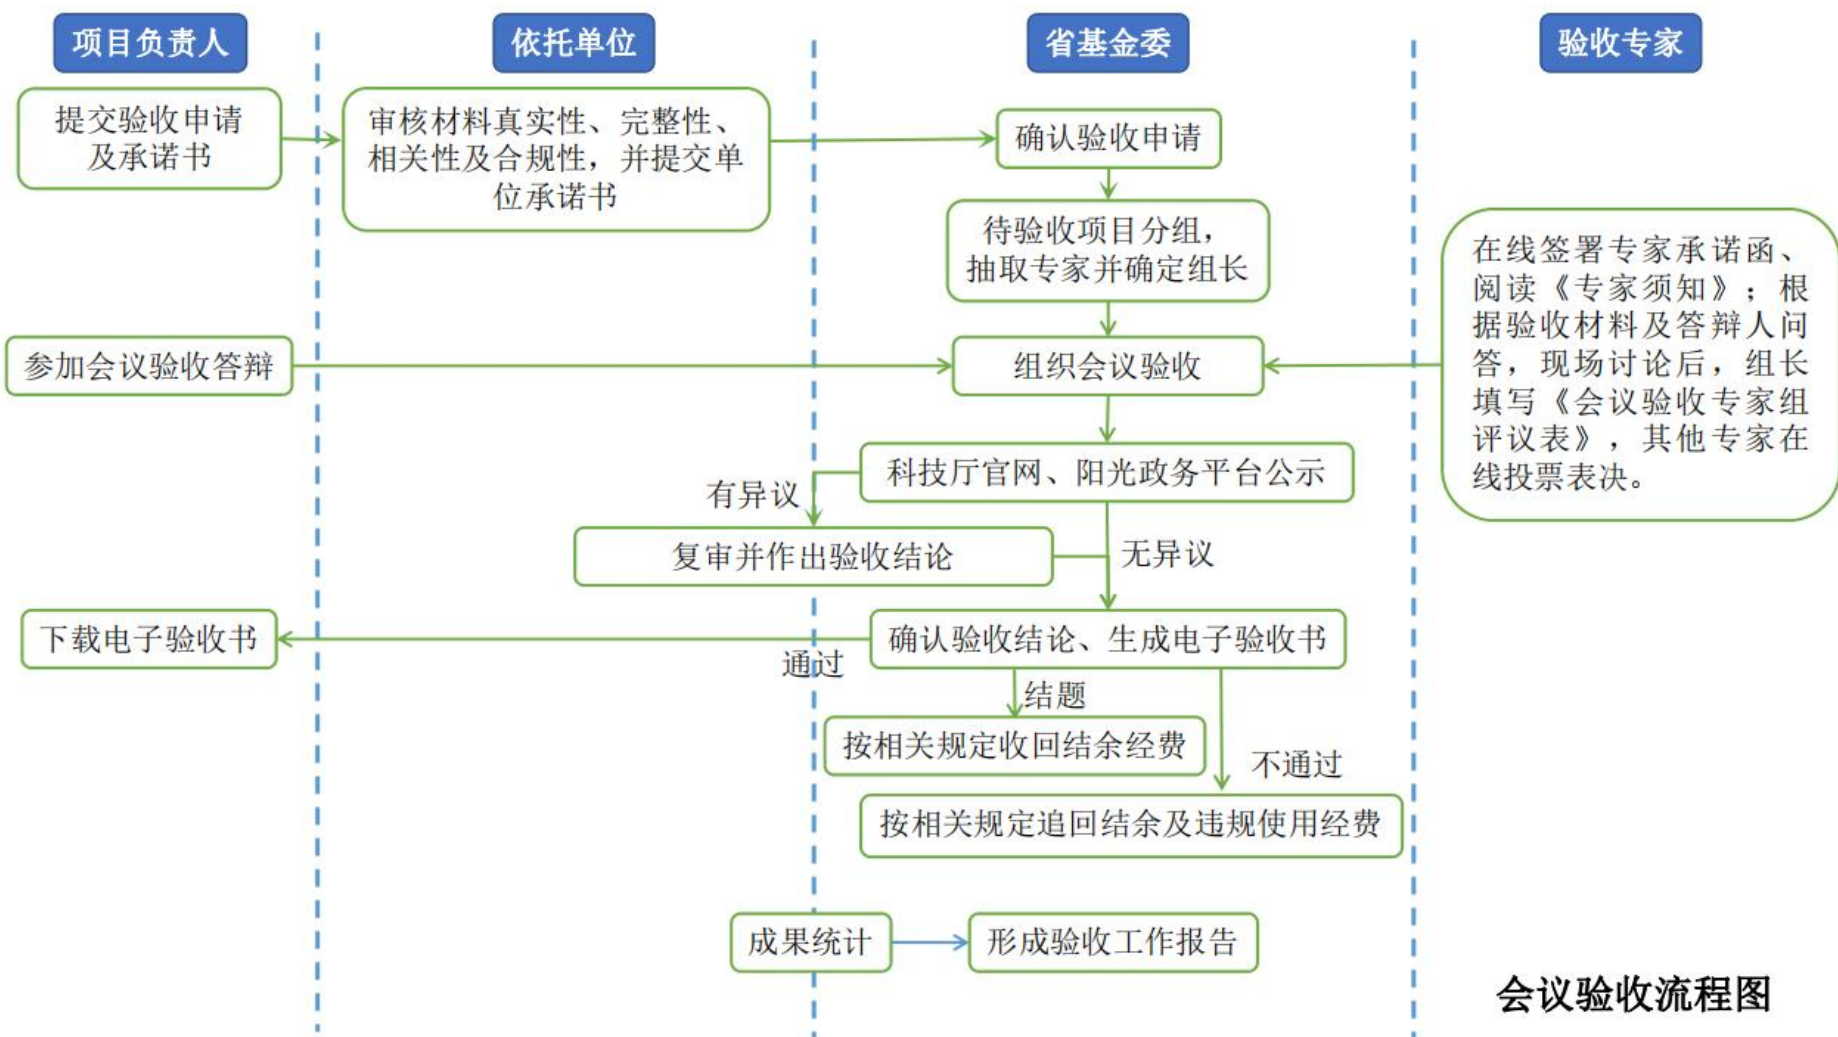 项目负责人
依托单位
省基金委
验收专家
提交验收申请
及承诺书
审核材料真实性、完整性、
相关性及合规性，并提交单
位承诺书
确认验收申请
待验收项目分组，
抽取专家并确定组长
在线签署专家承诺函、
阅读《专家须知》；根
据验收材料及答辩人问
答，现场讨论后，组长
填写《会议验收专家组
评议表》，其他专家在
线投票表决。
参加会议验收答辩
组织会议验收
科技厅官网、阳光政务平台公示
有异议
复审并作出验收结论
无异议
下载电子验收书
确认验收结论、生成电子验收书
通过
结题
按相关规定收回结余经费
不通过
按相关规定追回结余及违规使用经费
成果统计
形成验收工作报告
会议验收流程图